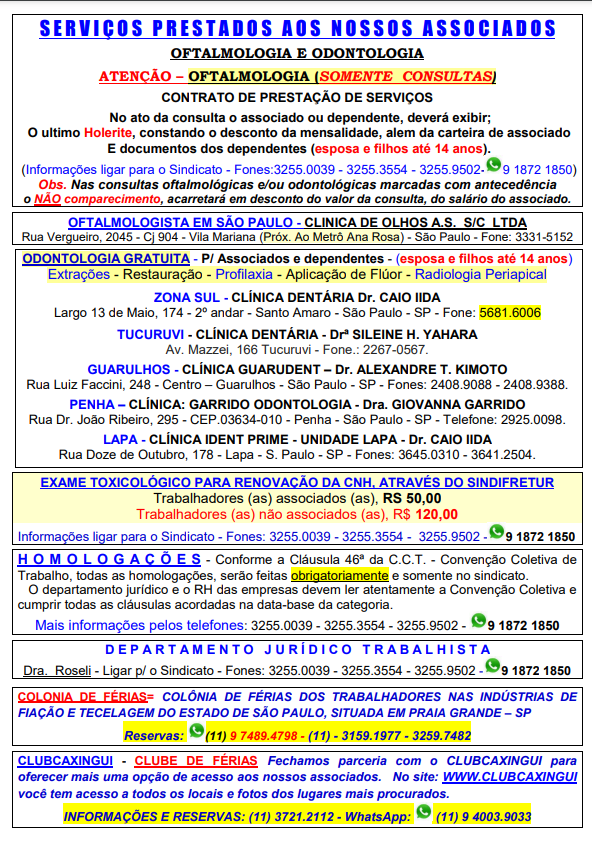 SERVIÇOS PRESTADOS AOS NOSSOS ASSOCIADOS
OFTALMOLOGIA E ODONTOLOGIA
ATENÇÃO – OFTALMOLOGIA (SOMENTE CONSULTAS)
CONTRATO DE PRESTAÇÃO DE SERVIÇOS
No ato da consulta o associado ou dependente, deverá exibir;
O ultimo Holerite, constando o desconto da mensalidade, alem da carteira de associado
E documentos dos dependentes (esposa e filhos até 14 anos).
(Informações ligar para o Sindicato - Fones:3255.0039 - 3255.3554 - 3255.9502- 9 1872 1850)
Obs. Nas consultas oftalmológicas e/ou odontológicas marcadas com antecedência
o NÃO comparecimento, acarretará em desconto do valor da consulta, do salário do associado.
OFTALMOLOGISTA EM SÃO PAULO - CLINICA DE OLHOS A.S. S/C LTDA
Rua Vergueiro, 2045 - Cj 904 - Vila Mariana (Próx. Ao Metrô Ana Rosa) - São Paulo - Fone: 3331-5152
ODONTOLOGIA GRATUITA - P/ Associados e dependentes - (esposa e filhos até 14 anos)
Extrações - Restauração - Profilaxia - Aplicação de Flúor - Radiologia Periapical
ZONA SUL - CLÍNICA DENTÁRIA Dr. CAIO IIDA
Largo 13 de Maio, 174 - 2º andar - Santo Amaro - São Paulo - SP - Fone: 5681.6006
TUCURUVI - CLÍNICA DENTÁRIA - Drª SILEINE H. YAHARA
Av. Mazzei, 166 Tucuruvi - Fone.: 2267-0567.
GUARULHOS - CLÍNICA GUARUDENT – Dr. ALEXANDRE T. KIMOTO
Rua Luiz Faccini, 248 - Centro – Guarulhos - São Paulo - SP - Fones: 2408.9088 - 2408.9388.
PENHA – CLÍNICA: GARRIDO ODONTOLOGIA - Dra. GIOVANNA GARRIDO
Rua Dr. João Ribeiro, 295 - CEP.03634-010 - Penha - São Paulo - SP - Telefone: 2925.0098.
LAPA - CLÍNICA IDENT PRIME - UNIDADE LAPA - Dr. CAIO IIDA
Rua Doze de Outubro, 178 - Lapa - S. Paulo - SP - Fones: 3645.0310 - 3641.2504.
EXAME TOXICOLÓGICO PARA RENOVAÇÃO DA CNH, ATRAVÉS DO SINDIFRETUR
Trabalhadores (as) associados (as), RS 50,00
Trabalhadores (as) não associados (as), R$ 120,00
Informações ligar para o Sindicato - Fones: 3255.0039 - 3255.3554 - 3255.9502 - 9 1872 1850
HOMOLOGAÇÕES - Conforme a Cláusula 46ª da C.C.T. - Convenção Coletiva de
Trabalho, todas as homologações, serão feitas obrigatoriamente e somente no sindicato.
O departamento jurídico e o RH das empresas devem ler atentamente a Convenção Coletiva e
cumprir todas as cláusulas acordadas na data-base da categoria.
Mais informações pelos telefones: 3255.0039 - 3255.3554 - 3255.9502 - 9 1872 1850
DEPARTAMENTO JURÍDICO TRABALHISTA
Dra. Roseli - Ligar p/ o Sindicato - Fones: 3255.0039 - 3255.3554 - 3255.9502 - 9 1872 1850
COLONIA DE FÉRIAS= COLÔNIA DE FÉRIAS DOS TRABALHADORES NAS INDÚSTRIAS DE
FIAÇÃO E TECELAGEM DO ESTADO DE SÃO PAULO, SITUADA EM PRAIA GRANDE – SP
Reservas: (11) 9 7489.4798 - (11) - 3159.1977 - 3259.7482
CLUBCAXINGUI - CLUBE DE FÉRIAS Fechamos parceria com o CLUBCAXINGUI para
oferecer mais uma opção de acesso aos nossos associados. No site: WWW.CLUBCAXINGUI
você tem acesso a todos os locais e fotos dos lugares mais procurados.
INFORMAÇÕES E RESERVAS: (11) 3721.2112 - WhatsApp: (11) 9 4003.9033